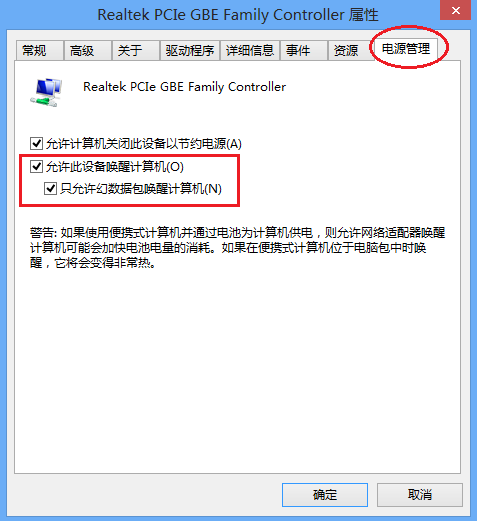 Realtek PCIe GBE Family Controller 属性
常规 高级 关于 驱动程序 详细信息 事件 资源 电源管理
Realtek PCIe GBE Family Controller
允许计算机关闭此设备以节约电源(A)
允许此设备唤醒计算机(O)
只允许幻数据包唤醒计算机(N)
警告: 如果使用便携式计算机并通过电池为计算机供电，则允许网络适配器唤醒
计算机可能会加快电池电量的消耗。如果在便携式计算机位于电脑包中时唤
醒，它将会变得非常热。
确定 取消